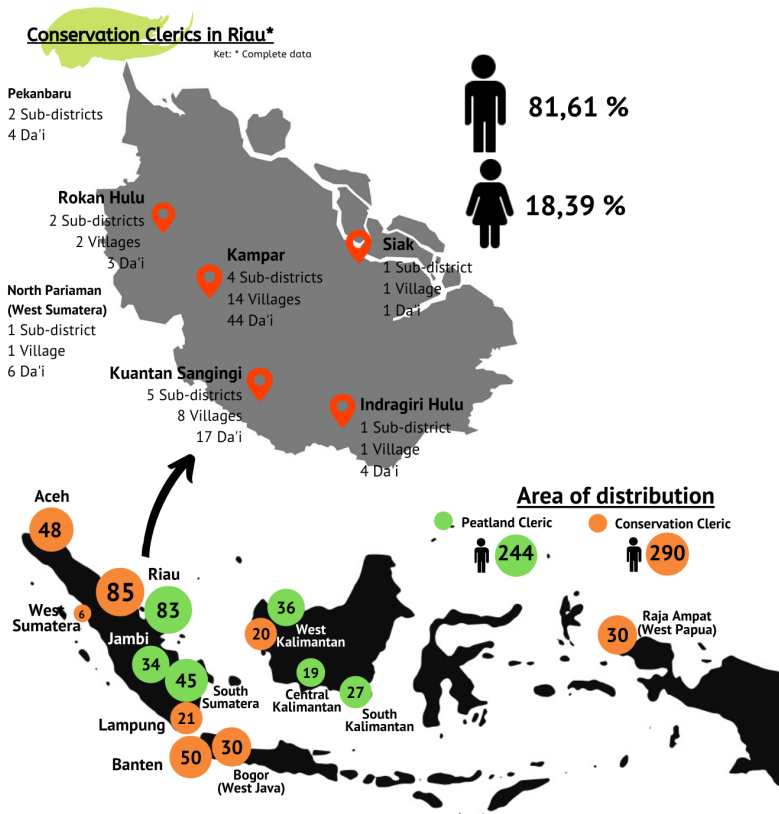 Conservation Clerics in Riau*
Ket: * Complete data
Pekanbaru
2 Sub-districts
4 Da'i
81,61 %
18,39 %
Rokan Hulu
2 Sub-districts
2 Villages
3 Da'i
Kampar
4 Sub-districts
14 Villages
44 Da'i
Siak
1 Sub-district
1 Village
1 Da'i
North Pariaman
(West Sumatera)
1 Sub-district
1 Village
6 Da'i
Kuantan Sangingi
5 Sub-districts
8 Villages
17 Da'i
Indragiri Hulu
1 Sub-district
1 Village
4 Da'i
Area of distribution
Peatland Cleric
244
Conservation Cleric
290
Aceh
48
Riau
85
83
West
Sumatera
6
Jambi
34
45
South
Sumatera
Lampung
21
Banten
50
30
Bogor
(West Java)
36
20
West
Kalimantan
19
Central
Kalimantan
27
South
Kalimantan
30
Raja Ampat
(West Papua)